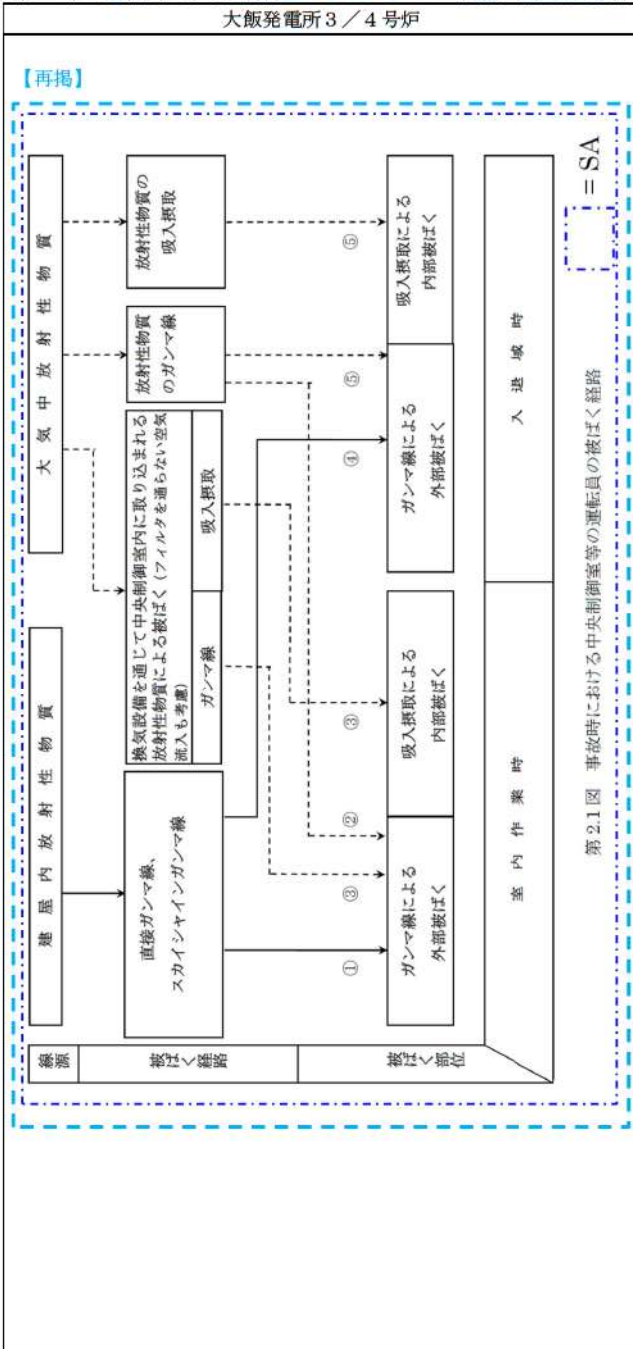 大飯発電所３／４号炉
【再掲】
線源
被ばく経路
被ばく部位
建屋内放射性物質
大気中放射性物質
直接ガンマ線、
スカイシャインガンマ線
換気設備を通じて中央制御室内に取り込まれる
放射性物質による被ばく(フィルタを通らない空気
流入も考慮)
ガンマ線
吸入摂取
放射性物質
のガンマ線
放射性物質の
吸入摂取
①
③
②
③
④
⑤
⑤
ガンマ線による
外部被ばく
吸入摂取による
内部被ばく
ガンマ線による
外部被ばく
吸入摂取による
内部被ばく
室内作業時
入退域時
第 2.1 図 事故時における中央制御室等の運転員の被ばく経路
＝SA